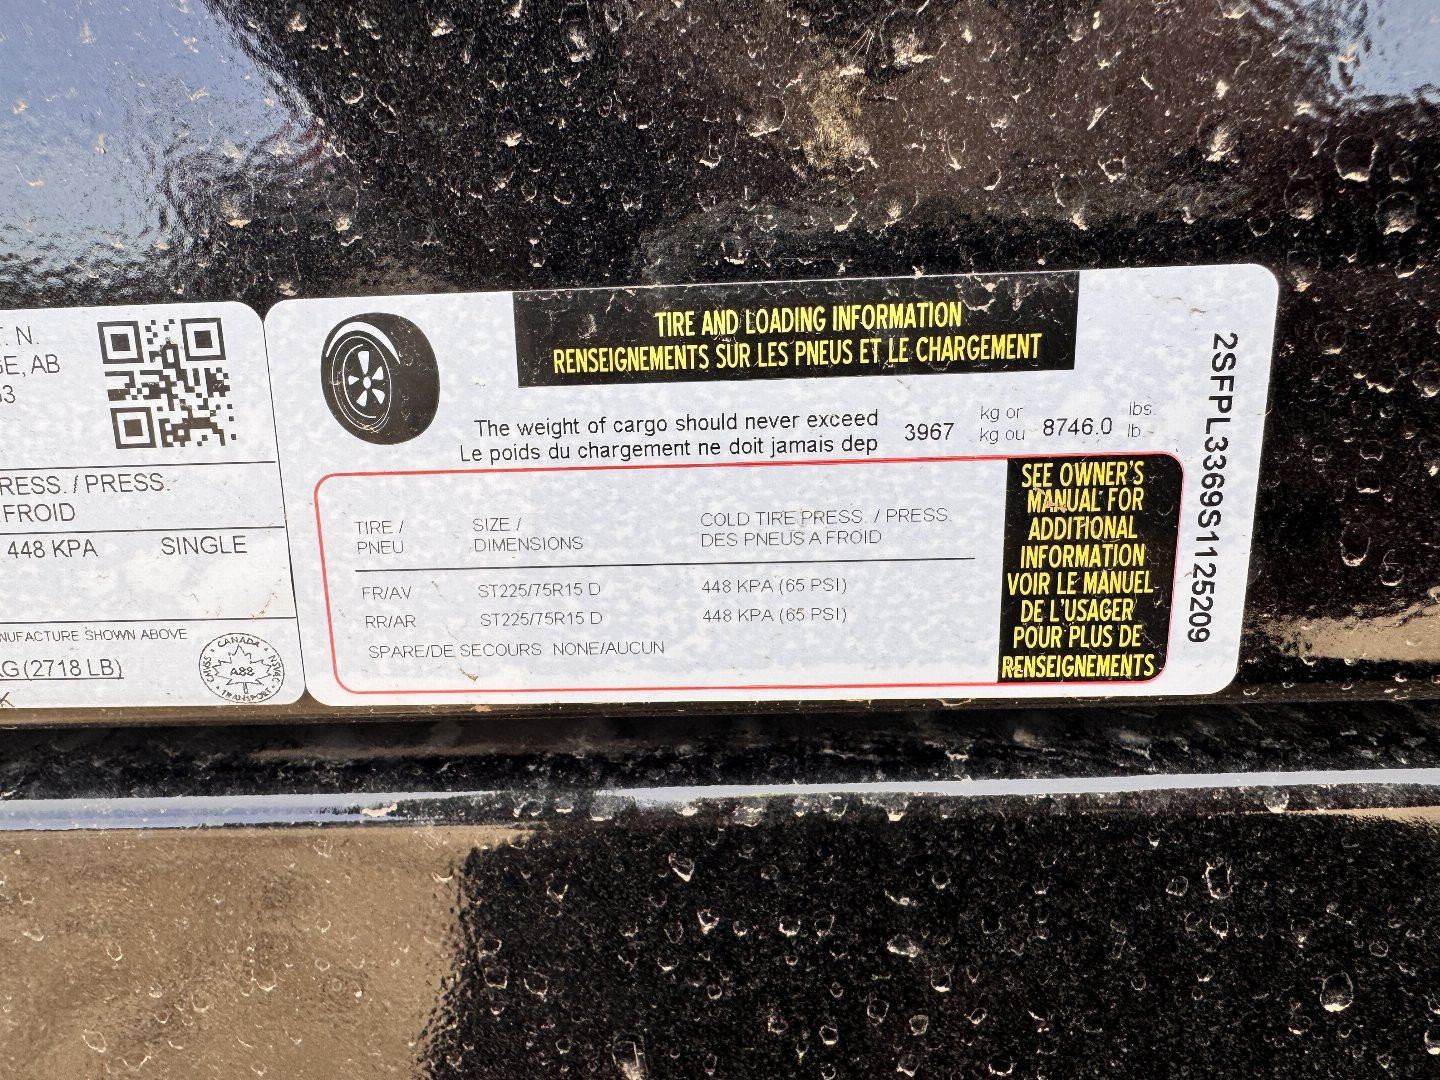 T. N.
GE, AB
33
RESS. / PRESS.
FROID
448 KPA SINGLE
NUFACTURE SHOWN ABOVE
KG (2718 LB)
K
CANADA
CMVSS NSVAC
A88
TRANSPORT
TIRE AND LOADING INFORMATION
RENSEIGNEMENTS SUR LES PNEUS ET LE CHARGEMENT
The weight of cargo should never exceed
Le poids du chargement ne doit jamais dep
3967 kg or
kg ou 8746.0 lbs.
lb
TIRE / SIZE / COLD TIRE PRESS. / PRESS.
PNEU DIMENSIONS DES PNEUS A FROID
FR/AV ST225/75R15 D 448 KPA (65 PSI)
RR/AR ST225/75R15 D 448 KPA (65 PSI)
SPARE/DE SECOURS NONE/AUCUN
SEE OWNER'S
MANUAL FOR
ADDITIONAL
INFORMATION
VOIR LE MANUEL
DE L'USAGER
POUR PLUS DE
RENSEIGNEMENTS
2SFPL3369S1125209